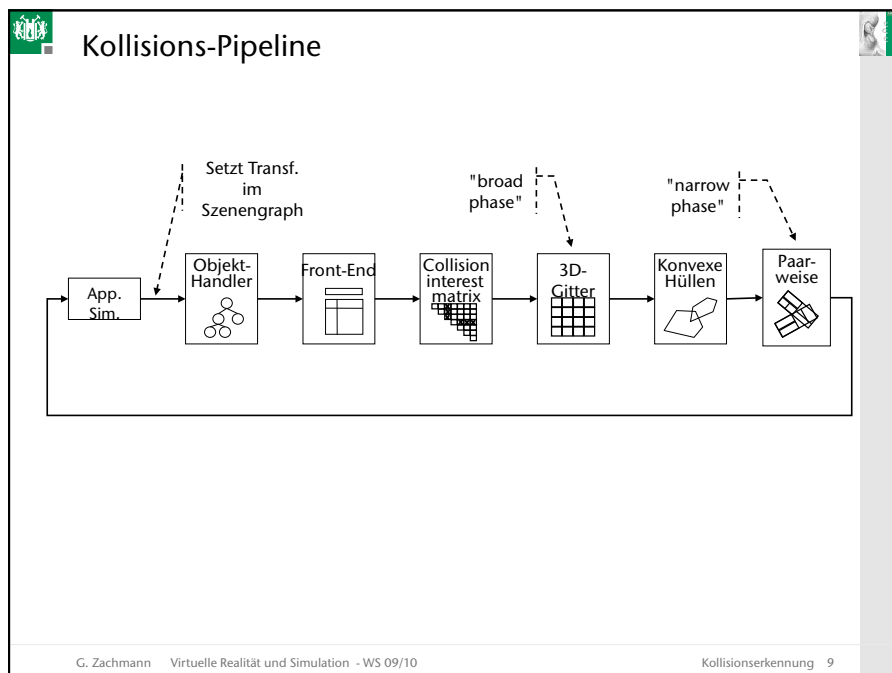 Kollisions-Pipeline
Setzt Transf.
im
Szenengraph
"broad
phase"
"narrow
phase"
App.
Sim.
Objekt-
Handler
Front-End
Collision
interest
matrix
3D-
Gitter
Konvexe
Hüllen
Paar-
weise
G. Zachmann Virtuelle Realität und Simulation - WS 09/10
Kollisionserkennung 9